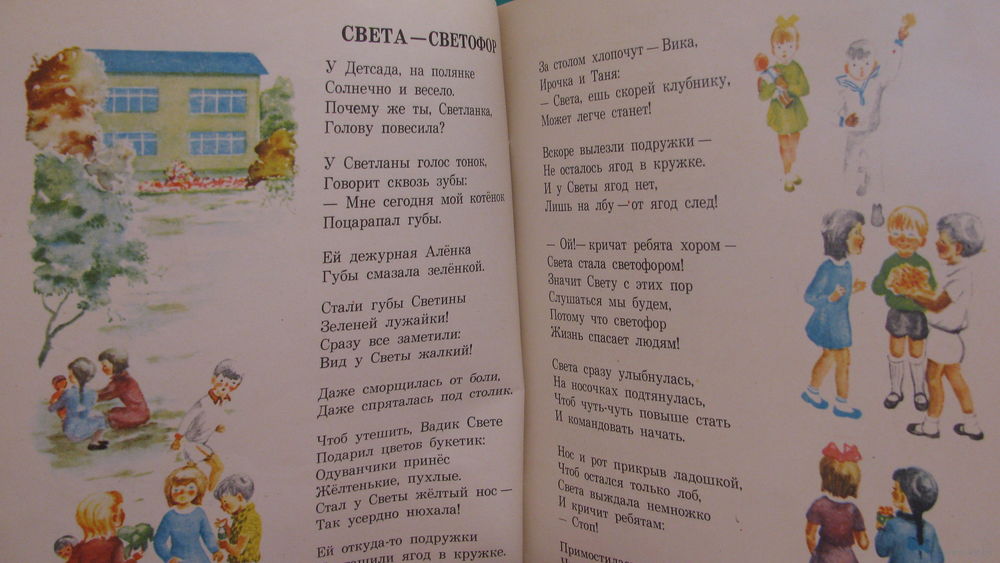 СВЕТА — СВЕТОФОР
У Детсада, на полянке
Солнечно и весело.
Почему же ты, Светланка,
Голову повесила?
У Светланы голос тонок,
Говорит сквозь зубы:
— Мне сегодня мой котёнок
Поцарапал губы.
Ей дежурная Алёнка
Губы смазала зелёнкой.
Стали губы Светины
Зеленей лужайки!
Сразу все заметили:
Вид у Светы жалкий!
Даже сморщилась от боли,
Даже спряталась под столик.
Чтоб утешить, Вадик Свете
Подарил цветов букетик:
Одуванчики принёс
Жёлтенькие, пухлые.
Стал у Светы жёлтый нос —
Так усердно нюхала!
Ей откуда-то подружки
ягод в кружке.
За столом хлопочут — Вика,
Ирочка и Таня:
— Света, ешь скорей клубнику,
Может легче станет!
Вскоре вылезли подружки —
Не осталось ягод в кружке.
И у Светы ягод нет,
Лишь на лбу — от ягод след!
— Ой! — кричат ребята хором —
Света стала светофором!
Значит Свету с этих пор
Слушаться мы будем,
Потому что светофор
Жизнь спасает людям!
Света сразу улыбнулась,
На носочках подтянулась,
Чтоб чуть-чуть повыше стать
И командовать начать.
Нос и рот прикрыв ладошкой,
Чтоб остался только лоб,
Света выждала немножко
И кричит ребятам:
— Стоп!